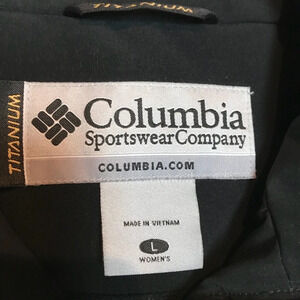 TITANIUM
TITANIUM
Columbia
Sportswear Company
COLUMBIA.COM
MADE IN VIETNAM
L
WOMEN'S